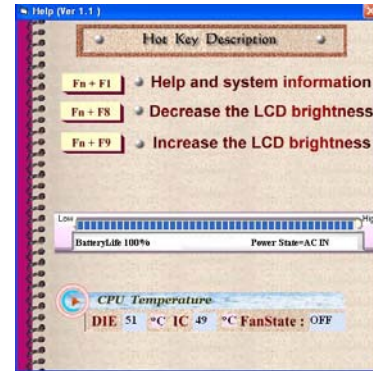 Help (Ver 1.1 )
Hot Key Description
Fn + F1 Help and system information
Fn + F8 Decrease the LCD brightness
Fn + F9 Increase the LCD brightness
Low Hig
BatteryLife 100% Power State=AC IN
CPU Temperature
DIE 51 °C IC 49 °C FanState : OFF